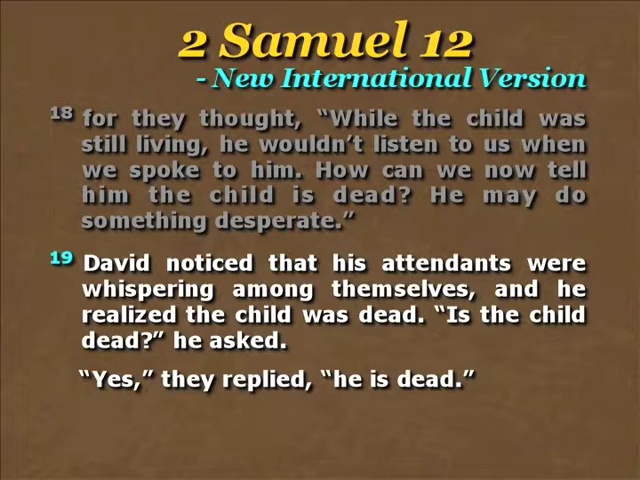 2 Samuel 12
- New International Version
18 for they thought, “While the child was
still living, he wouldn’t listen to us when
we spoke to him. How can we now tell
him the child is dead? He may do
something desperate.”
19 David noticed that his attendants were
whispering among themselves, and he
realized the child was dead. “Is the child
dead?” he asked.
“Yes,” they replied, “he is dead.”